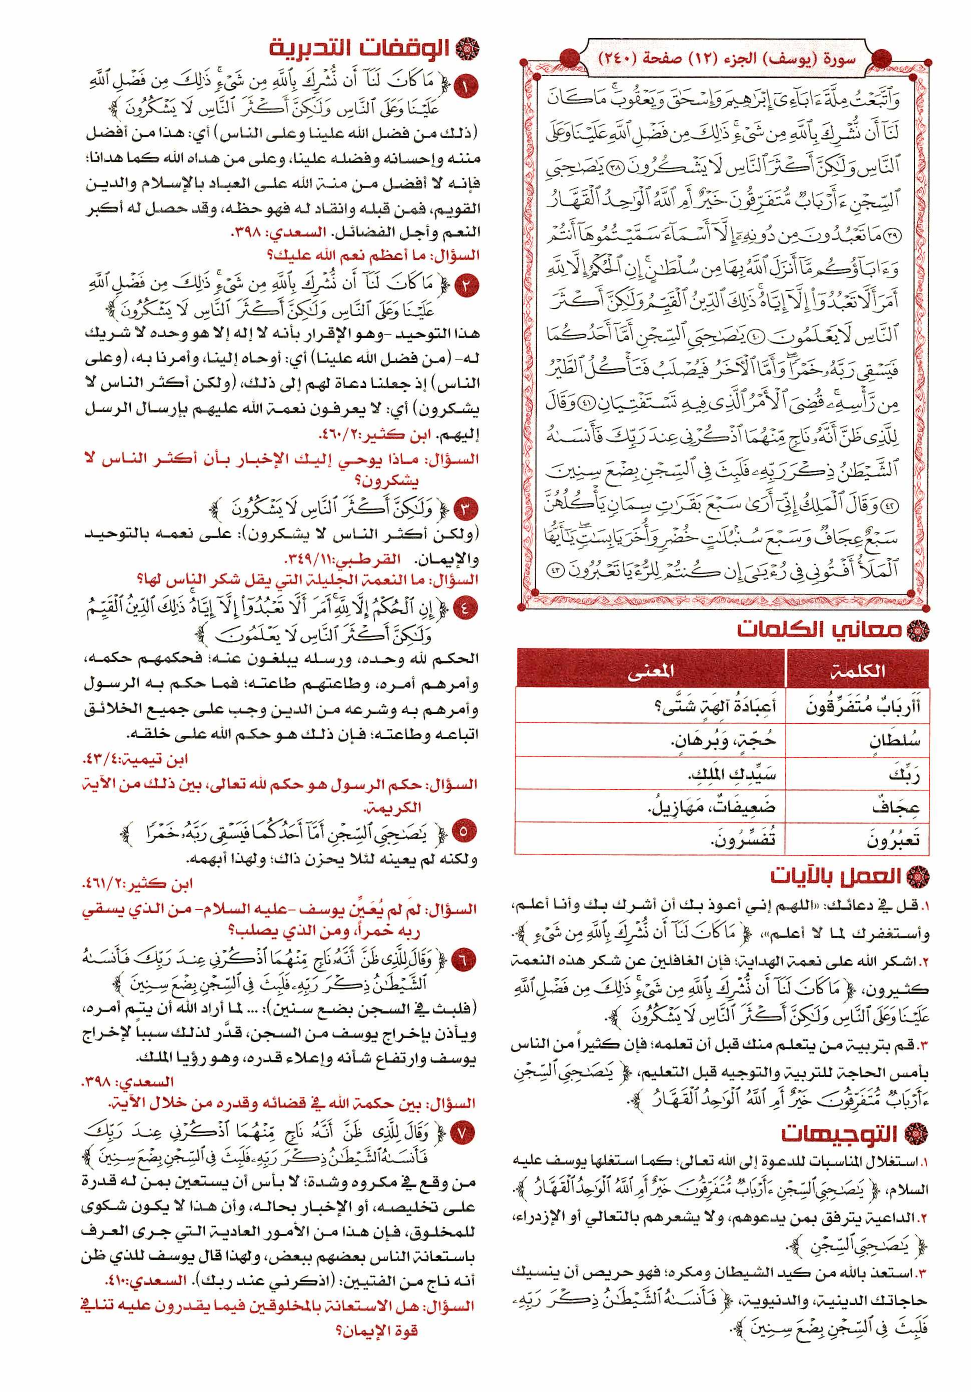 سورة (يوسف) الجزء (١٢) صفحة (٢٤٠)
وَٱتَّبَعْتُ مِلَّةَ ءَابَآءِىٓ إِبْرَٰهِيمَ وَإِسْحَٰقَ وَيَعْقُوبَ ۚ مَا كَانَ
لَنَآ أَن نُّشْرِكَ بِٱللَّهِ مِن شَىْءٍ ۚ ذَٰلِكَ مِن فَضْلِ ٱللَّهِ عَلَيْنَا وَعَلَى
ٱلنَّاسِ وَلَٰكِنَّ أَكْثَرَ ٱلنَّاسِ لَا يَشْكُرُونَ ٣٨ يَٰصَٰحِبَىِ
ٱلسِّجْنِ ءَأَرْبَابٌ مُّتَفَرِّقُونَ خَيْرٌ أَمِ ٱللَّهُ ٱلْوَٰحِدُ ٱلْقَهَّارُ
٣٩ مَا تَعْبُدُونَ مِن دُونِهِۦٓ إِلَّآ أَسْمَآءً سَمَّيْتُمُوهَآ أَنتُمْ
وَءَابَآؤُكُم مَّآ أَنزَلَ ٱللَّهُ بِهَا مِن سُلْطَٰنٍ ۚ إِنِ ٱلْحُكْمُ إِلَّا لِلَّهِ
أَمَرَ أَلَّا تَعْبُدُوٓا۟ إِلَّآ إِيَّاهُ ۚ ذَٰلِكَ ٱلدِّينُ ٱلْقَيِّمُ وَلَٰكِنَّ أَكْثَرَ
ٱلنَّاسِ لَا يَعْلَمُونَ ٤٠ يَٰصَٰحِبَىِ ٱلسِّجْنِ أَمَّآ أَحَدُكُمَا
فَيَسْقِى رَبَّهُۥ خَمْرًا ۖ وَأَمَّا ٱلْءَاخَرُ فَيُصْلَبُ فَتَأْكُلُ ٱلطَّيْرُ
مِن رَّأْسِهِۦ ۚ قُضِىَ ٱلْأَمْرُ ٱلَّذِى فِيهِ تَسْتَفْتِيَانِ ٤١ وَقَالَ
لِلَّذِى ظَنَّ أَنَّهُۥ نَاجٍ مِّنْهُمَا ٱذْكُرْنِى عِندَ رَبِّكَ فَأَنسَىٰهُ
ٱلشَّيْطَٰنُ ذِكْرَ رَبِّهِۦ فَلَبِثَ فِى ٱلسِّجْنِ بِضْعَ سِنِينَ
٤٢ وَقَالَ ٱلْمَلِكُ إِنِّىٓ أَرَىٰ سَبْعَ بَقَرَٰتٍ سِمَانٍ يَأْكُلُهُنَّ
سَبْعٌ عِجَافٌ وَسَبْعَ سُنۢبُلَٰتٍ خُضْرٍ وَأُخَرَ يَابِسَٰتٍ ۖ يَٰٓأَيُّهَا
ٱلْمَلَأُ أَفْتُونِى فِى رُءْيَٰىَ إِن كُنتُمْ لِلرُّءْيَا تَعْبُرُونَ ٤٣
معاني الكلمات
الكلمة المعنى
أَأَربَابٌ مُتَفَرِّقُونَ أَعِبَادَةُ آلِهَةٍ شَتَّى؟
سُلطَانٍ حُجَّةٍ، وَبُرهَانٍ.
رَبِّكَ سَيِّدِكِ المَلِكِ.
عِجَافٌ ضَعِيفَاتٌ، مَهَازِيلُ.
تَعبُرُونَ تُفَسِّرُونَ.
العمل بالآيات
١. قل في دعائك: «اللهم إني أعوذ بك أن أشرك بك وأنا أعلم،
وأستغفرك لما لا أعلم»، ﴿ مَا كَانَ لَنَآ أَن نُّشْرِكَ بِٱللَّهِ مِن شَىْءٍ ﴾.
٢. اشكر الله على نعمة الهداية؛ فإن الغافلين عن شكر هذه النعمة
كثيرون، ﴿ مَا كَانَ لَنَآ أَن نُّشْرِكَ بِٱللَّهِ مِن شَىْءٍ ۚ ذَٰلِكَ مِن فَضْلِ ٱللَّهِ
عَلَيْنَا وَعَلَى ٱلنَّاسِ وَلَٰكِنَّ أَكْثَرَ ٱلنَّاسِ لَا يَشْكُرُونَ ﴾.
٣. قم بتربية من يتعلم منك قبل أن تعلمه؛ فإن كثيراً من الناس
بأمس الحاجة للتربية والتوجيه قبل التعليم، ﴿ يَٰصَٰحِبَىِ ٱلسِّجْنِ
ءَأَرْبَابٌ مُّتَفَرِّقُونَ خَيْرٌ أَمِ ٱللَّهُ ٱلْوَٰحِدُ ٱلْقَهَّارُ ﴾.
التوجيهات
١. استغلال المناسبات للدعوة إلى الله تعالى؛ كما استغلها يوسف عليه
السلام، ﴿ يَٰصَٰحِبَىِ ٱلسِّجْنِ ءَأَرْبَابٌ مُّتَفَرِّقُونَ خَيْرٌ أَمِ ٱللَّهُ ٱلْوَٰحِدُ ٱلْقَهَّارُ ﴾.
٢. الداعية يترفق بمن يدعوهم، ولا يشعرهم بالتعالي أو الإزدراء،
﴿ يَٰصَٰحِبَىِ ٱلسِّجْنِ ﴾.
٣. استعذ بالله من كيد الشيطان ومكره؛ فهو حريص أن ينسيك
حاجاتك الدينية، والدنيوية، ﴿ فَأَنسَىٰهُ ٱلشَّيْطَٰنُ ذِكْرَ رَبِّهِۦ
فَلَبِثَ فِى ٱلسِّجْنِ بِضْعَ سِنِينَ ﴾.
الوقفات التدبرية
١ ﴿ مَا كَانَ لَنَآ أَن نُّشْرِكَ بِٱللَّهِ مِن شَىْءٍ ۚ ذَٰلِكَ مِن فَضْلِ ٱللَّهِ
عَلَيْنَا وَعَلَى ٱلنَّاسِ وَلَٰكِنَّ أَكْثَرَ ٱلنَّاسِ لَا يَشْكُرُونَ ﴾
(ذلك من فضل الله علينا وعلى الناس) أي: هذا من أفضل
مننه وإحسانه وفضله علينا، وعلى من هداه الله كما هدانا؛
فإنه لا أفضل من منة الله على العباد بالإسلام والدين
القويم، فمن قبله وانقاد له فهو حظه، وقد حصل له أكبر
النعم وأجل الفضائل. السعدي: ٣٩٨.
السؤال: ما أعظم نعم الله عليك؟
٢ ﴿ مَا كَانَ لَنَآ أَن نُّشْرِكَ بِٱللَّهِ مِن شَىْءٍ ۚ ذَٰلِكَ مِن فَضْلِ ٱللَّهِ
عَلَيْنَا وَعَلَى ٱلنَّاسِ وَلَٰكِنَّ أَكْثَرَ ٱلنَّاسِ لَا يَشْكُرُونَ ﴾
هذا التوحيد -وهو الإقرار بأنه لا إله إلا هو وحده لا شريك
له- (من فضل الله علينا) أي: أوحاه إلينا، وأمرنا به، (وعلى
الناس) إذ جعلنا دعاة لهم إلى ذلك، (ولكن أكثر الناس لا
يشكرون) أي: لا يعرفون نعمة الله عليهم بإرسال الرسل
إليهم. ابن كثير: ٤٦٠/٢.
السؤال: ماذا يوحي إليك الإخبار بأن أكثر الناس لا
يشكرون؟
٣ ﴿ وَلَٰكِنَّ أَكْثَرَ ٱلنَّاسِ لَا يَشْكُرُونَ ﴾
(ولكن أكثر الناس لا يشكرون): على نعمه بالتوحيد
والإيمان. القرطبي: ٣٤٩/١١.
السؤال: ما النعمة الجليلة التي يقل شكر الناس لها؟
٤ ﴿ إِنِ ٱلْحُكْمُ إِلَّا لِلَّهِ ۚ أَمَرَ أَلَّا تَعْبُدُوٓا۟ إِلَّآ إِيَّاهُ ۚ ذَٰلِكَ ٱلدِّينُ ٱلْقَيِّمُ
وَلَٰكِنَّ أَكْثَرَ ٱلنَّاسِ لَا يَعْلَمُونَ ﴾
الحكم لله وحده، ورسله يبلغون عنه؛ فحكمهم حكمه،
وأمرهم أمره، وطاعتهم طاعته؛ فما حكم به الرسول
وأمرهم به وشرعه من الدين وجب على جميع الخلائق
اتباعه وطاعته؛ فإن ذلك هو حكم الله على خلقه.
ابن تيمية: ٤٣/٤.
السؤال: حكم الرسول هو حكم لله تعالى، بين ذلك من الآية
الكريمة.
٥ ﴿ يَٰصَٰحِبَىِ ٱلسِّجْنِ أَمَّآ أَحَدُكُمَا فَيَسْقِى رَبَّهُۥ خَمْرًا ﴾
ولكنه لم يعينه لئلا يحزن ذاك؛ ولهذا أبهمه.
ابن كثير: ٤٦١/٢.
السؤال: لمَ لم يُعَيِّن يوسف -عليه السلام- من الذي يسقي
ربه خمراً، ومن الذي يصلب؟
٦ ﴿ وَقَالَ لِلَّذِى ظَنَّ أَنَّهُۥ نَاجٍ مِّنْهُمَا ٱذْكُرْنِى عِندَ رَبِّكَ فَأَنسَىٰهُ
ٱلشَّيْطَٰنُ ذِكْرَ رَبِّهِۦ فَلَبِثَ فِى ٱلسِّجْنِ بِضْعَ سِنِينَ ﴾
(فلبث في السجن بضع سنين): ... لما أراد الله أن يتم أمره،
ويأذن بإخراج يوسف من السجن، قدَّر لذلك سبباً لإخراج
يوسف وارتفاع شأنه وإعلاء قدره، وهو رؤيا الملك.
السعدي: ٣٩٨.
السؤال: بين حكمة الله في قضائه وقدره من خلال الآية.
٧ ﴿ وَقَالَ لِلَّذِى ظَنَّ أَنَّهُۥ نَاجٍ مِّنْهُمَا ٱذْكُرْنِى عِندَ رَبِّكَ
فَأَنسَىٰهُ ٱلشَّيْطَٰنُ ذِكْرَ رَبِّهِۦ فَلَبِثَ فِى ٱلسِّجْنِ بِضْعَ سِنِينَ ﴾
من وقع في مكروه وشدة؛ لا بأس أن يستعين بمن له قدرة
على تخليصه، أو الإخبار بحاله، وأن هذا لا يكون شكوى
للمخلوق، فإن هذا من الأمور العادية التي جرى العرف
باستعانة الناس بعضهم ببعض، ولهذا قال يوسف للذي ظن
أنه ناج من الفتيين: (اذكرني عند ربك). السعدي: ٤١٠.
السؤال: هل الاستعانة بالمخلوقين فيما يقدرون عليه تنافي
قوة الإيمان؟